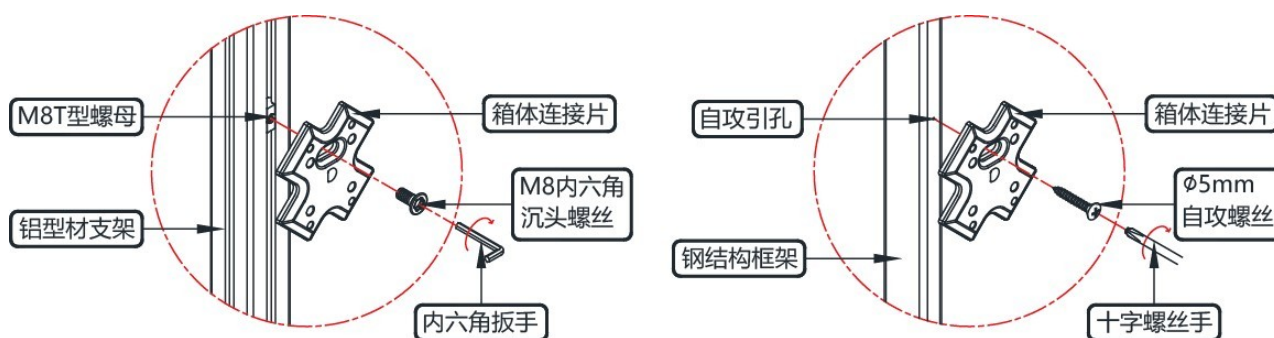 M8T型螺母
箱体连接片
M8内六角
沉头螺丝
铝型材支架
内六角扳手
自攻引孔
箱体连接片
φ5mm
自攻螺丝
钢结构框架
十字螺丝手